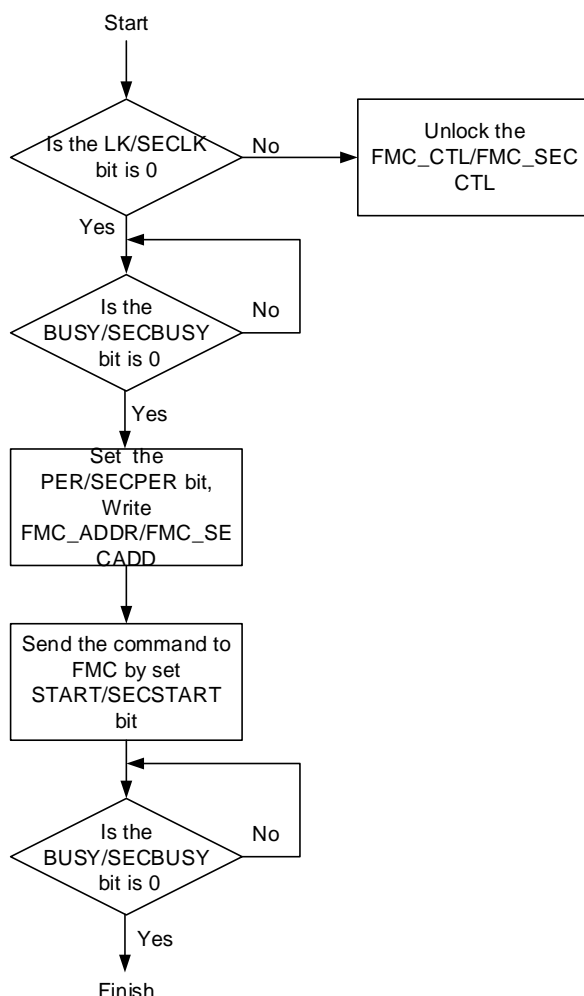 Start
Is the LK/SECLK
bit is 0
No
Unlock the
FMC_CTL/FMC_SEC
CTL
Yes
Is the
BUSY/SECBUSY
bit is 0
No
Yes
Set the
PER/SECPER bit,
Write
FMC_ADDR/FMC_SE
CADD
Send the command to
FMC by set
START/SECSTART
bit
Is the
BUSY/SECBUSY
bit is 0
No
Yes
Finish